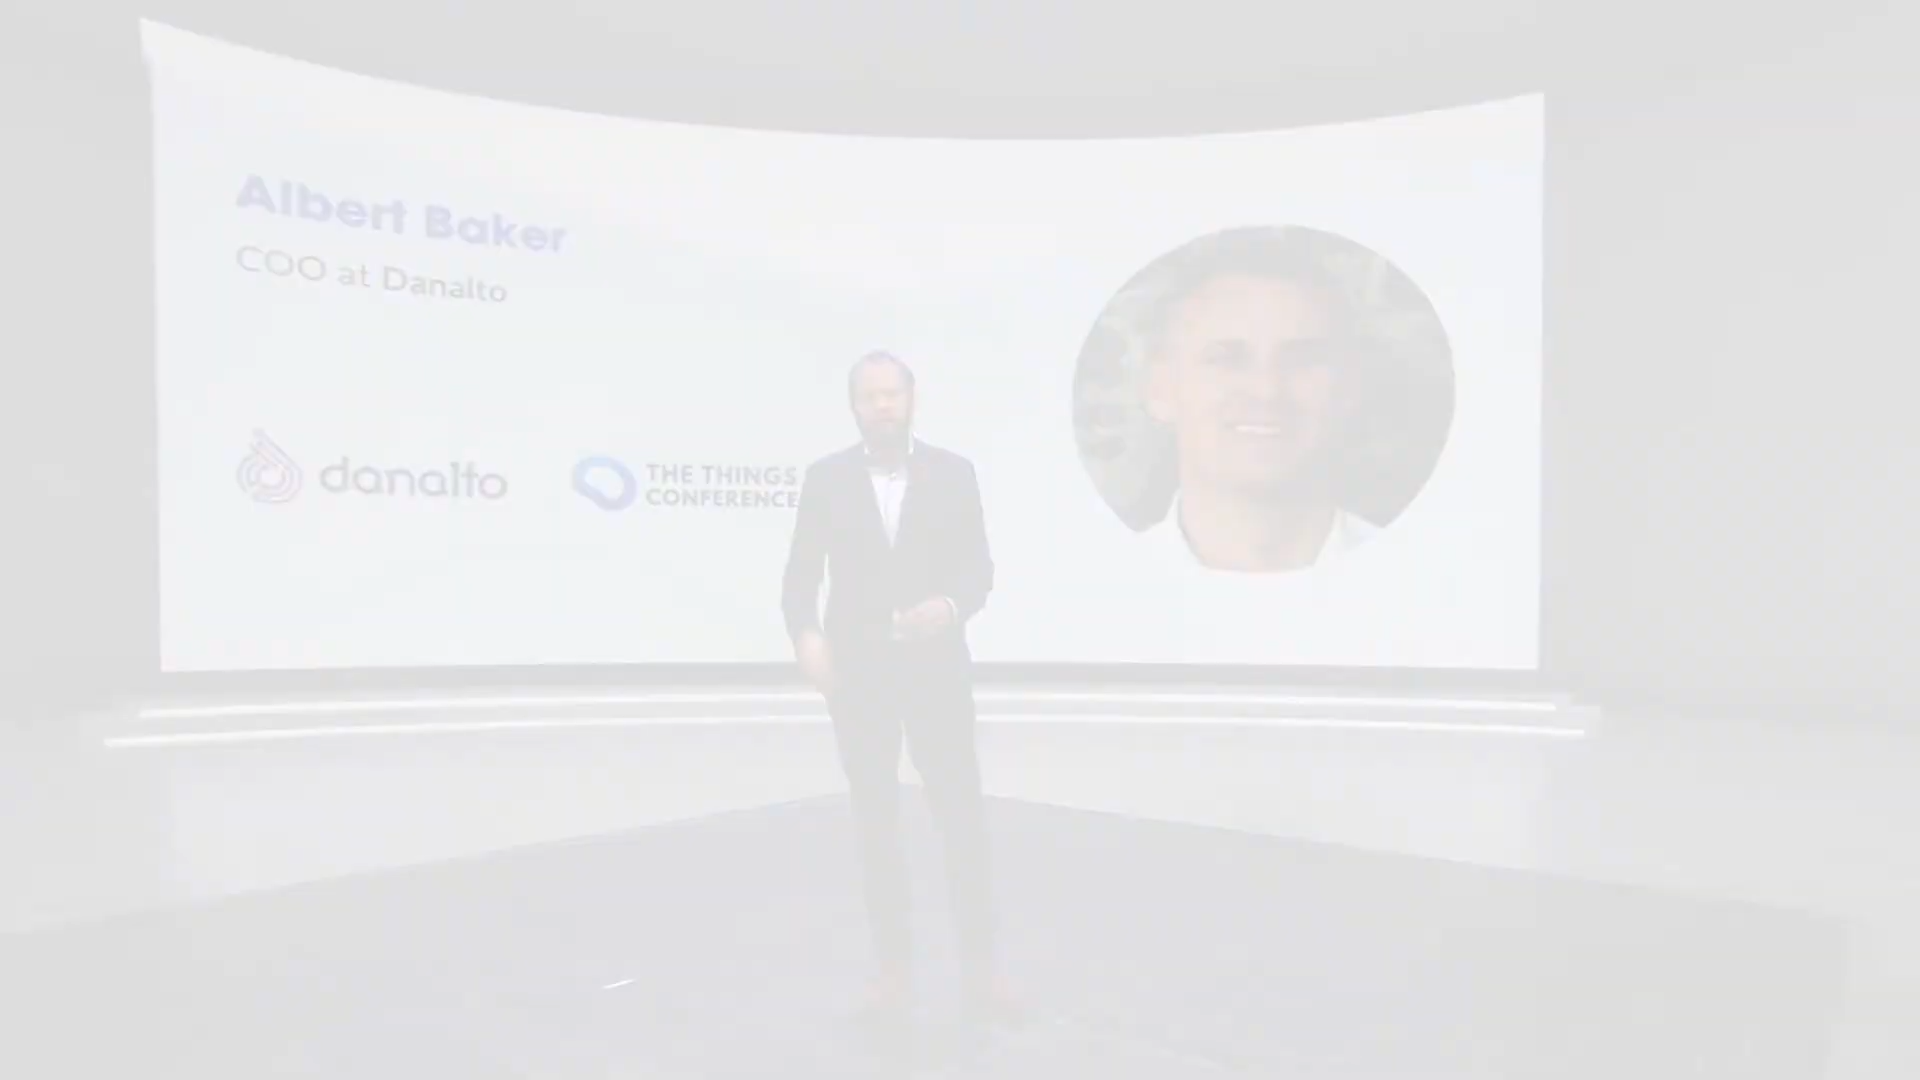 Albert Baker
COO at Danalto
danalto
THE THINGS
CONFERENCE